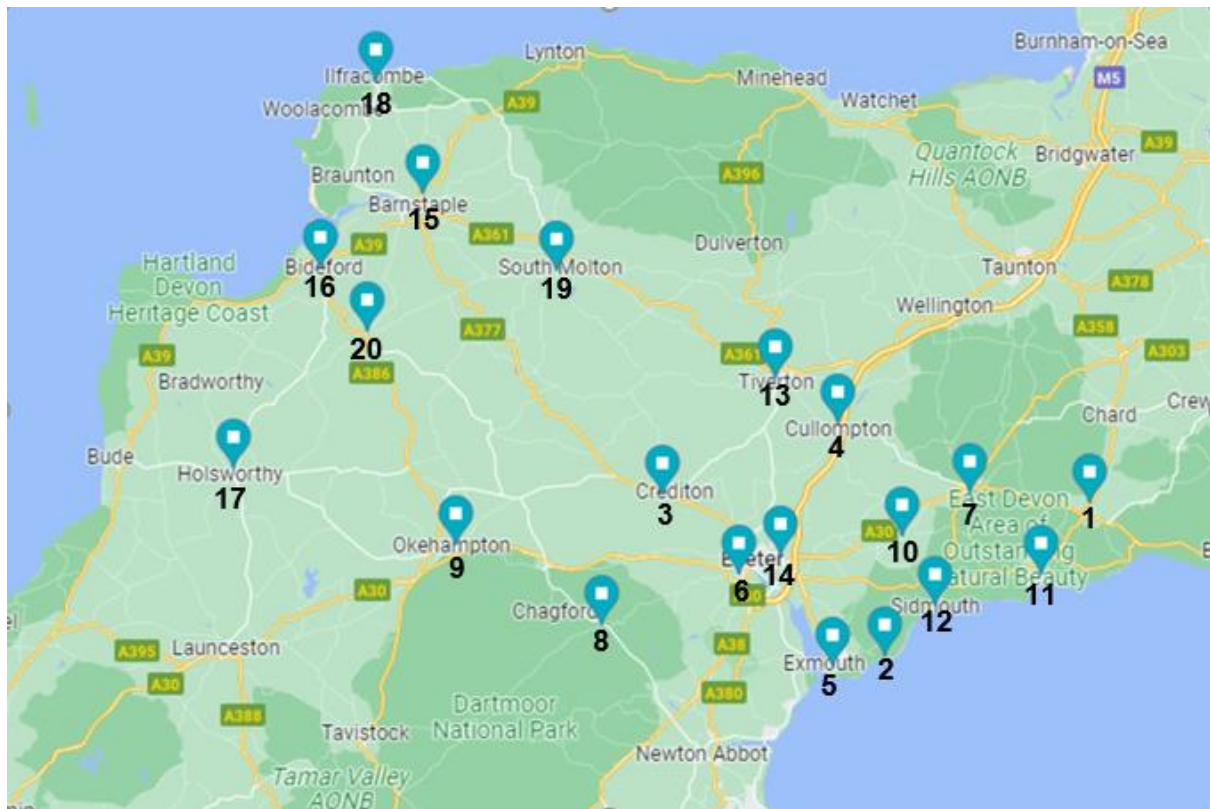 Burnham-on-Sea
Lynton
Ilfracombe
Minehead
M5
18
Woolacombe
A39
Watchet
Quantock
Hills AONB
Bridgwater
A39
Braunton
A396
Barnstaple
15
A361
A39
Dulverton
Hartland
Devon
Heritage Coast
Bideford
16
South Molton
19
Taunton
A378
Wellington
20
A377
A358
A39
A386
A361
A303
Bradworthy
Tiverton
13
Cullompton
4
Chard
Crew
Bude
Holsworthy
17
Crediton
3
7
1
East Devon
Area of
Outstanding
Natural Beauty
A30
10
Okehampton
9
Exeter
6
14
11
A30
Chagford
8
Sidmouth
12
A395
Launceston
A38
Exmouth
5
2
A30
A380
A388
Tavistock
Dartmoor
National Park
Newton Abbot
Tamar Valley
AONB